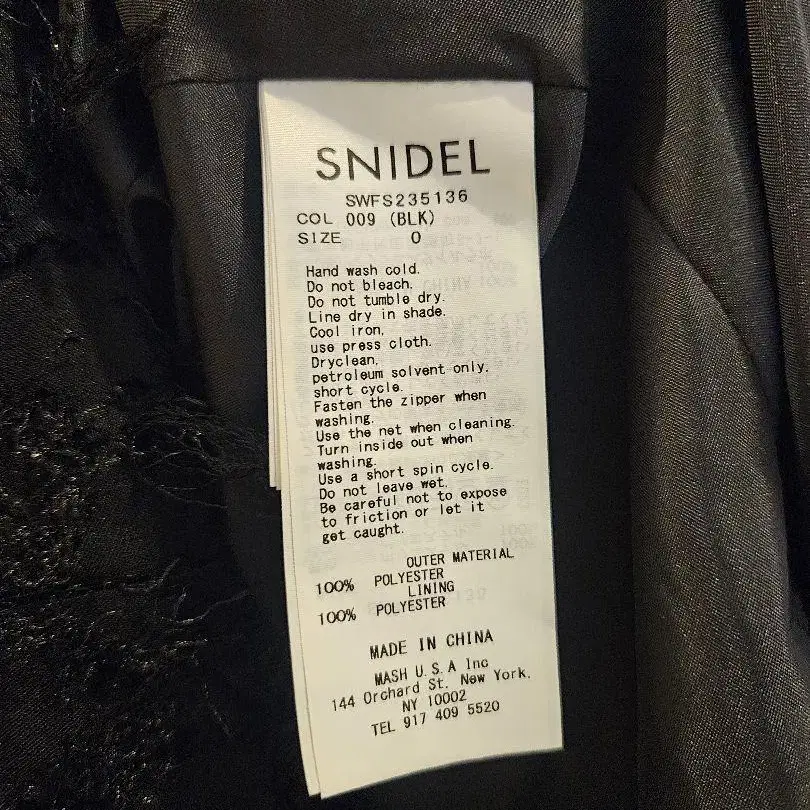 SNIDEL
SWFS235136
COL 009 (BLK)
SIZE 0
Hand wash cold.
Do not bleach.
Do not tumble dry.
Line dry in shade.
Cool iron,
use press cloth.
Dryclean,
petroleum solvent only,
short cycle.
Fasten the zipper when
washing.
Use the net when cleaning.
Turn inside out when
washing.
Use a short spin cycle.
Do not leave wet.
Be careful not to expose
to friction or let it
get caught.
OUTER MATERIAL
100% POLYESTER
LINING
100% POLYESTER
MADE IN CHINA
MASH U.S.A Inc
144 Orchard St. New York,
NY 10002
TEL 917 409 5520